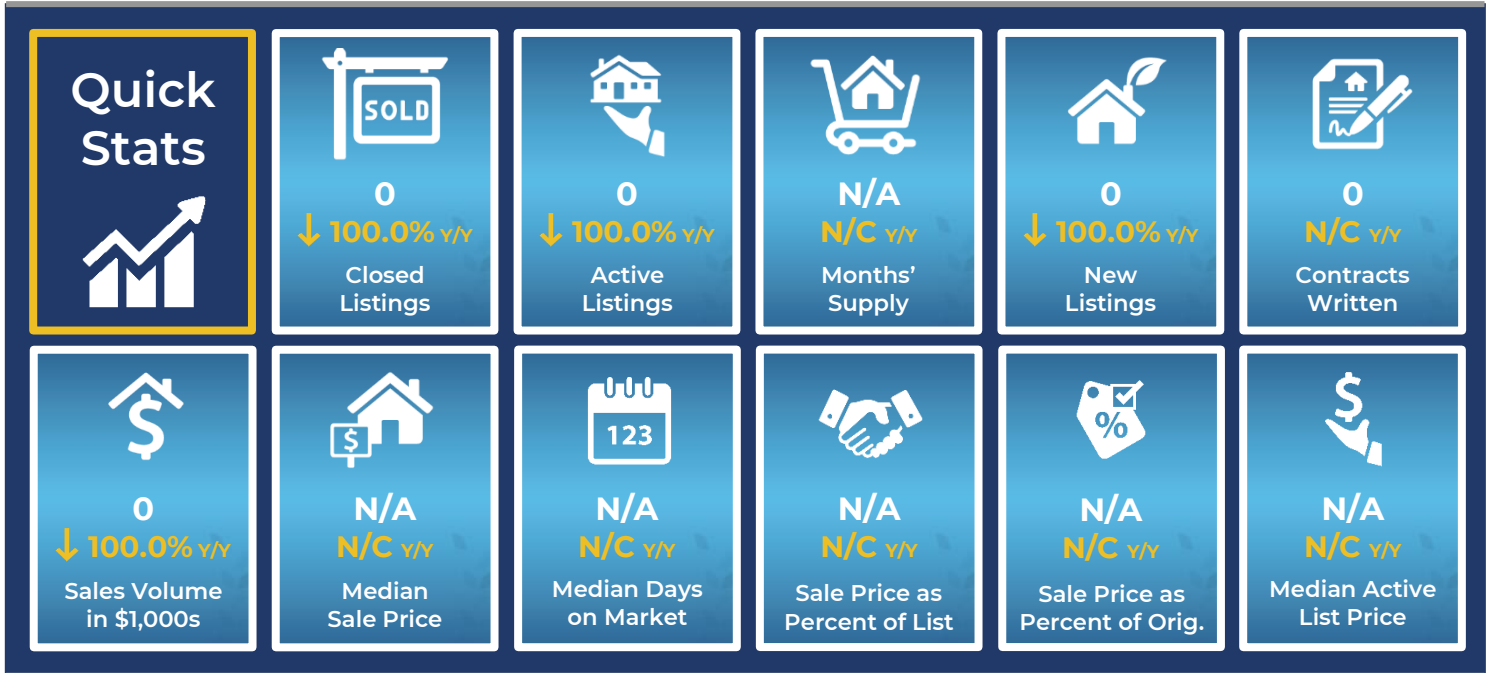 Quick
Stats
SOLD
0
↓ 100.0% Y/Y
Closed
Listings
0
↓ 100.0% Y/Y
Active
Listings
N/A
N/C Y/Y
Months’
Supply
0
↓ 100.0% Y/Y
New
Listings
0
N/C Y/Y
Contracts
Written
$
0
↓ 100.0% Y/Y
Sales Volume
in $1,000s
$
N/A
N/C Y/Y
Median
Sale Price
123
N/A
N/C Y/Y
Median Days
on Market
N/A
N/C Y/Y
Sale Price as
Percent of List
%
N/A
N/C Y/Y
Sale Price as
Percent of Orig.
$
N/A
N/C Y/Y
Median Active
List Price